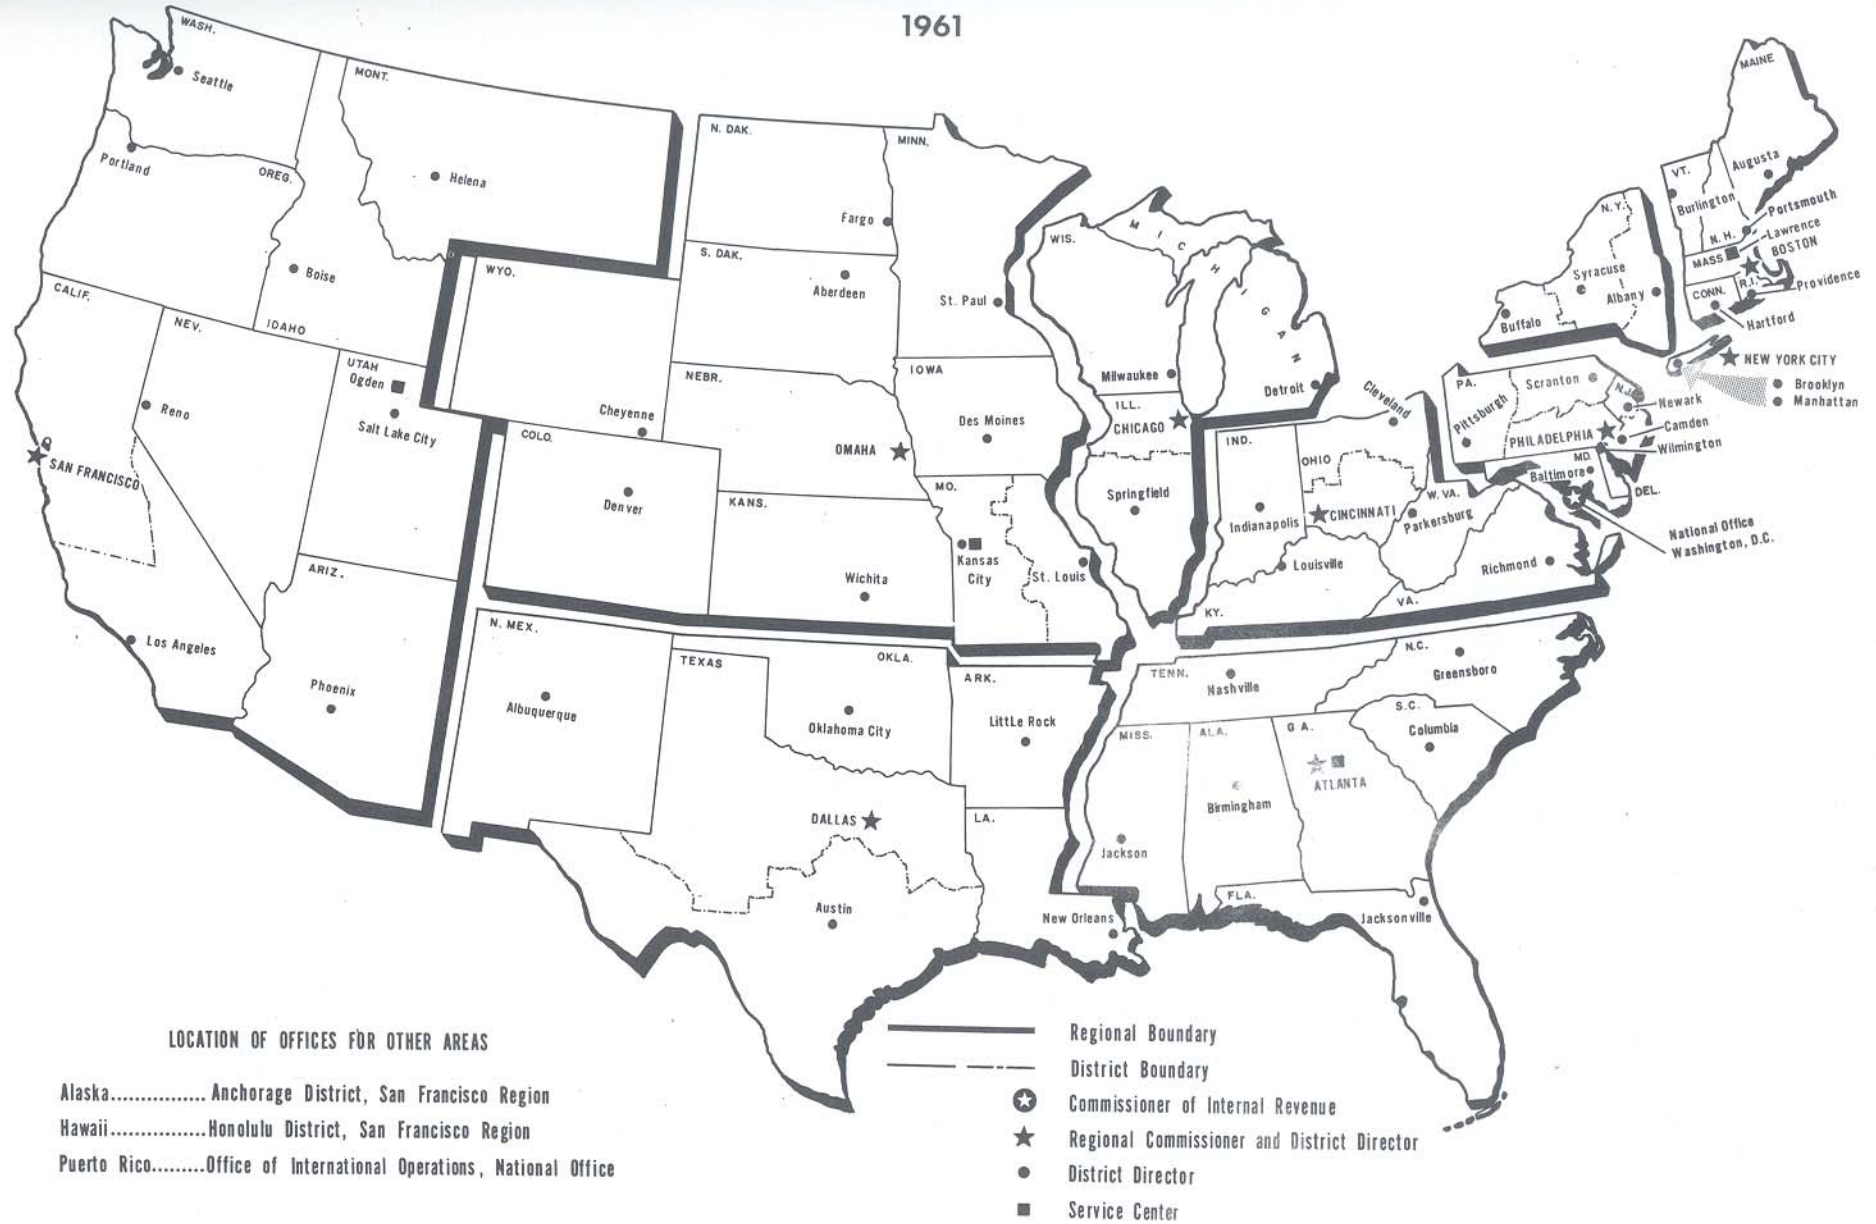 1961
WASH.
Seattle
MONT.
Helena
Portland
OREG.
Boise
IDAHO
CALIF.
NEV.
Reno
UTAH
Ogden
Salt Lake City
SAN FRANCISCO
Los Angeles
ARIZ.
Phoenix
WYO.
Cheyenne
COLO.
Denver
N. MEX.
Albuquerque
N. DAK.
Fargo
S. DAK.
Aberdeen
NEBR.
OMAHA
KANS.
Wichita
MINN.
St. Paul
IOWA
Des Moines
MO.
Kansas
City
St. Louis
OKLA.
Oklahoma City
TEXAS
DALLAS
Austin
ARK.
LittLe Rock
LA.
New Orleans
WIS.
Milwaukee
MICHIGAN
Detroit
ILL.
CHICAGO
Springfield
IND.
Indianapolis
OHIO
Cleveland
CINCINNATI
W. VA.
Parkersburg
KY.
Louisville
VA.
Richmond
TENN.
Nashville
N.C.
Greensboro
S.C.
Columbia
MISS.
Jackson
ALA.
Birmingham
GA.
ATLANTA
FLA.
Jacksonville
MAINE
Augusta
VT.
Burlington
N. H.
Portsmouth
Lawrence
BOSTON
MASS
CONN.
R.I.
Providence
Hartford
N.Y.
Syracuse
Albany
Buffalo
NEW YORK CITY
Brooklyn
Manhattan
PA.
Scranton
Pittsburgh
PHILADELPHIA
N.J.
Newark
Camden
Wilmington
MD.
Baltimore
DEL.
National Office
Washington, D.C.
LOCATION OF OFFICES FOR OTHER AREAS
Alaska................ Anchorage District, San Francisco Region
Hawaii................Honolulu District, San Francisco Region
Puerto Rico.........Office of International Operations, National Office
Regional Boundary
District Boundary
Commissioner of Internal Revenue
Regional Commissioner and District Director
District Director
Service Center